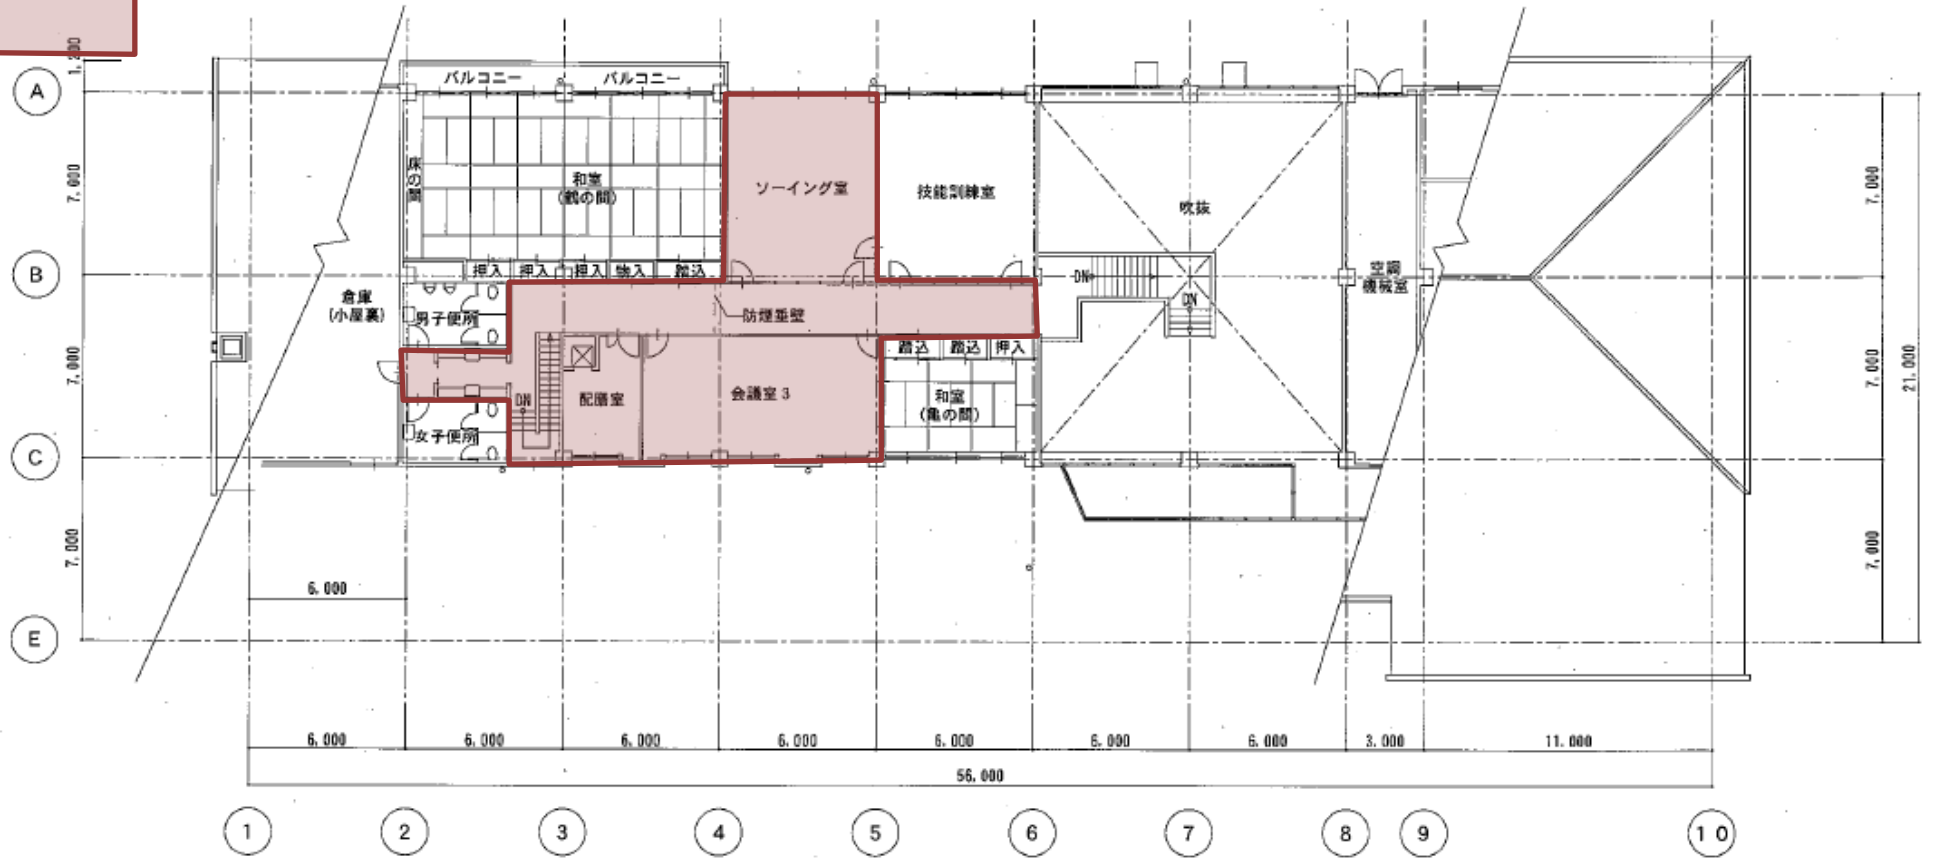 1,200
A
バルコニー
バルコニー
7,000
床の間
和室
(鶴の間)
ソーイング室
技能訓練室
吹抜
7,000
押入
押入
押入
物入
踏込
B
DN
空調
機械室
DN
倉庫
(小屋裏)
男子便所
防煙垂壁
踏込
踏込
押入
7,000
7,000
21,000
DN
配膳室
会議室3
和室
(亀の間)
女子便所
C
7,000
7,000
6,000
E
6,000
6,000
6,000
6,000
6,000
6,000
6,000
3,000
11,000
56,000
1
2
3
4
5
6
7
8
9
10